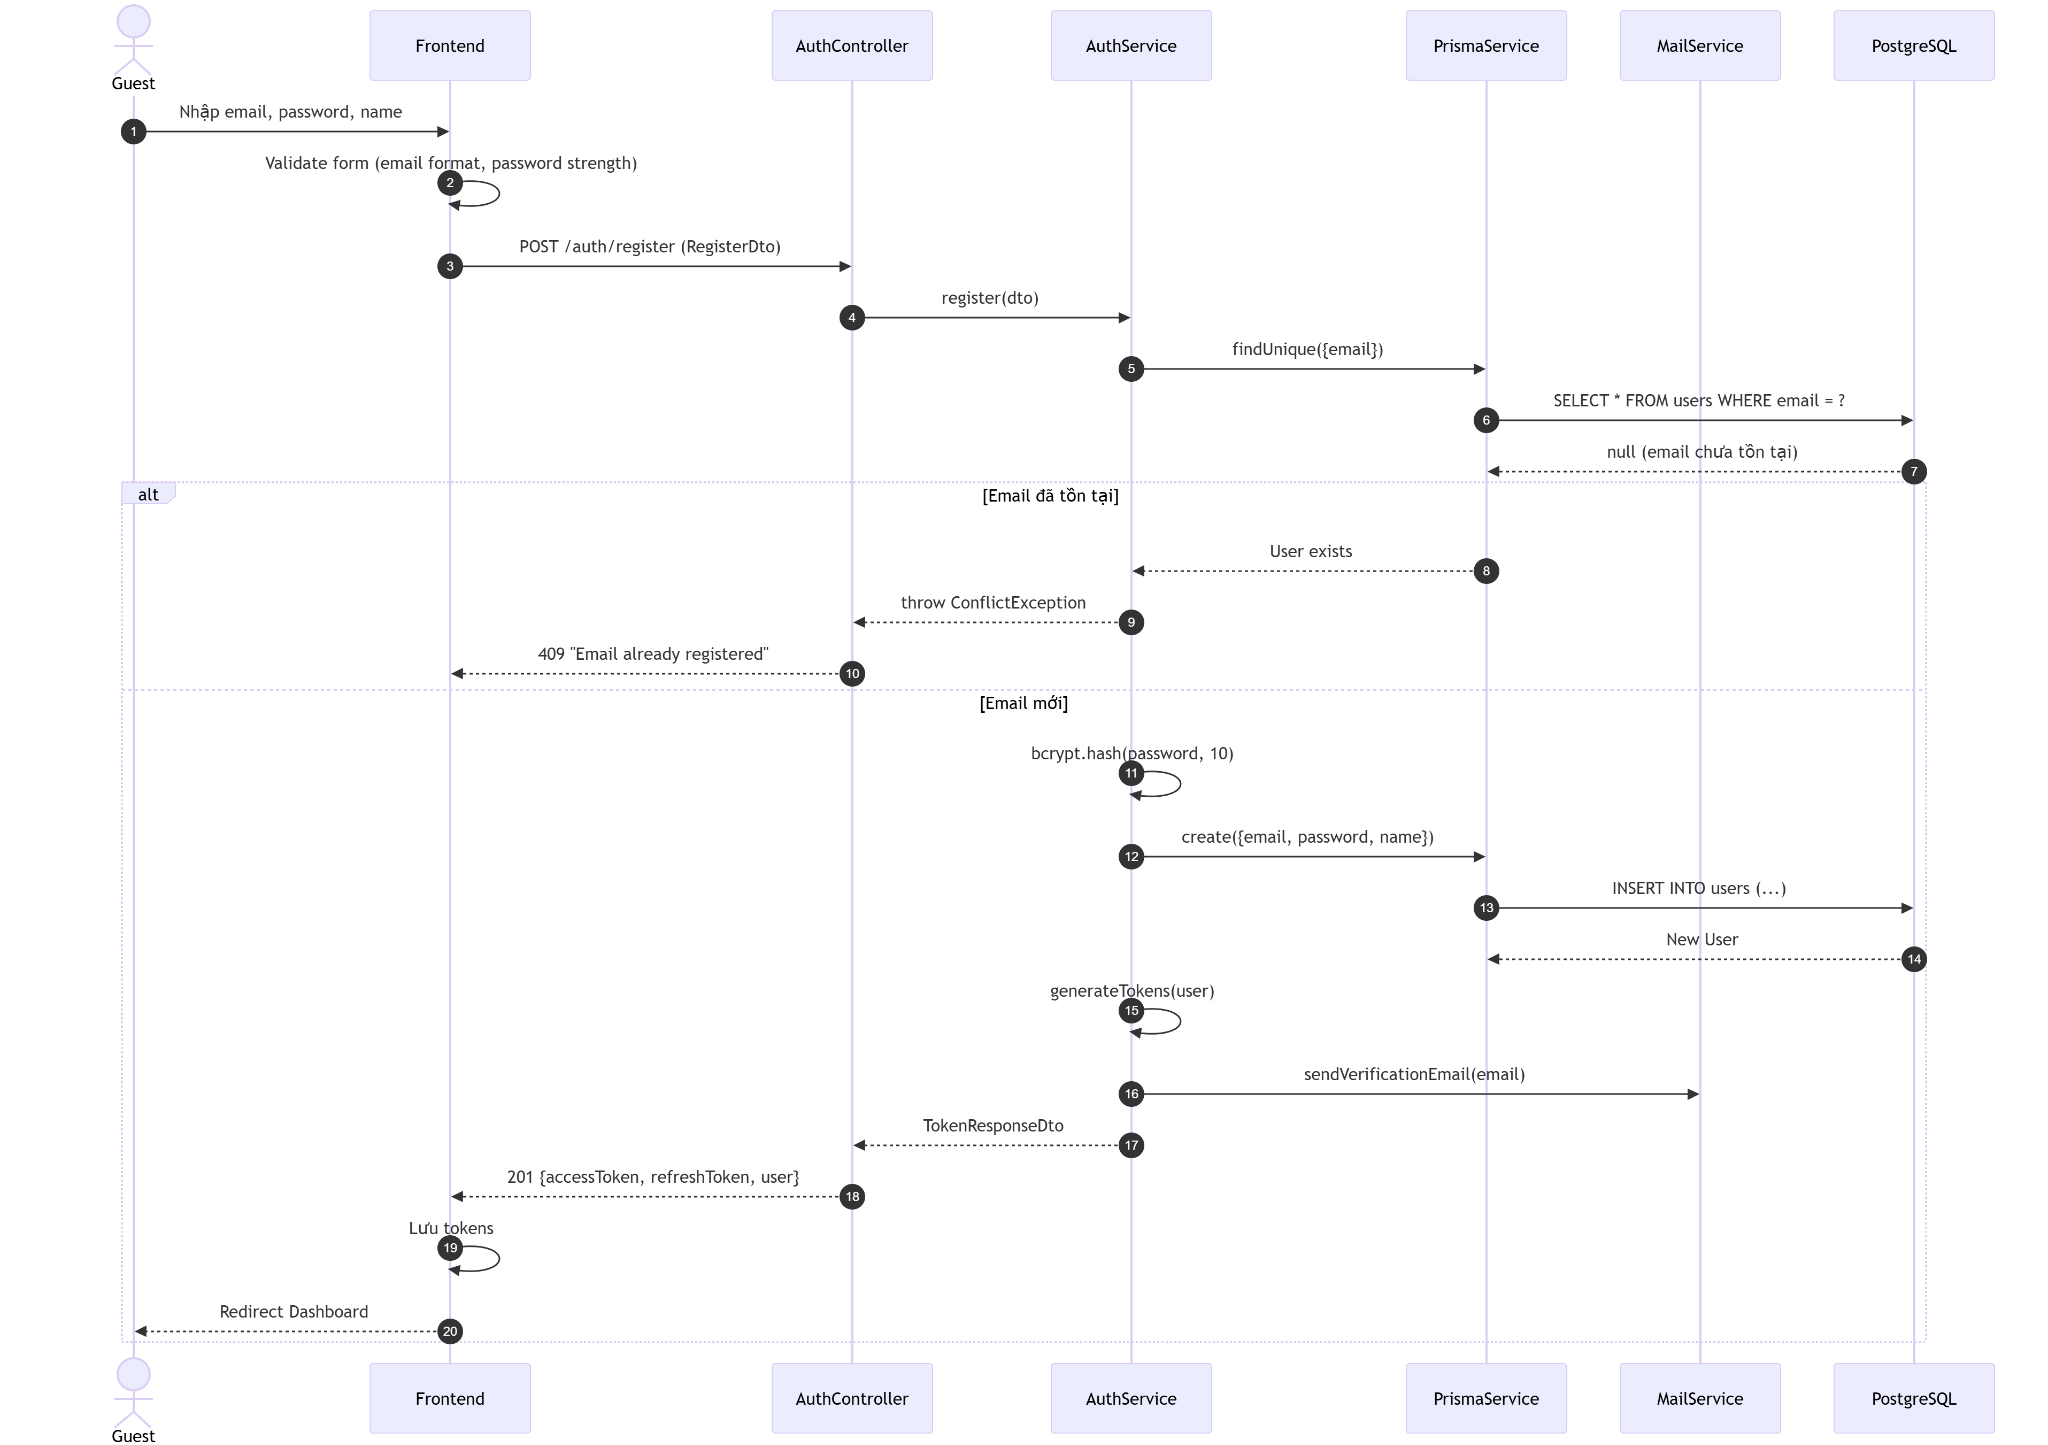 Guest
Frontend
AuthController
AuthService
PrismaService
MailService
PostgreSQL
Nhập email, password, name
1
Validate form (email format, password strength)
2
POST /auth/register (RegisterDto)
3
register(dto)
4
findUnique({email})
5
SELECT * FROM users WHERE email = ?
6
null (email chưa tồn tại)
7
alt
[Email đã tồn tại]
User exists
8
throw ConflictException
9
409 "Email already registered"
10
[Email mới]
bcrypt.hash(password, 10)
11
create({email, password, name})
12
INSERT INTO users (...)
13
New User
14
generateTokens(user)
15
sendVerificationEmail(email)
16
TokenResponseDto
17
201 {accessToken, refreshToken, user}
18
Lưu tokens
19
Redirect Dashboard
20
Guest
Frontend
AuthController
AuthService
PrismaService
MailService
PostgreSQL